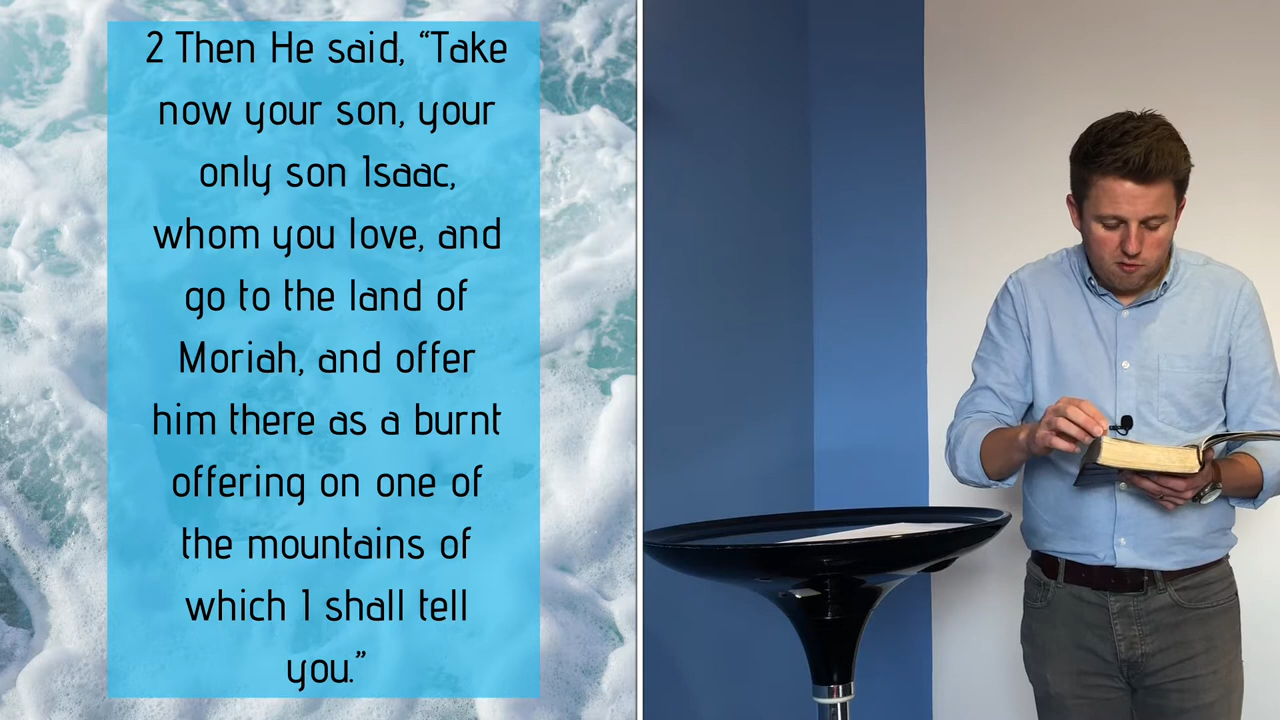 2 Then He said, “Take
now your son, your
only son Isaac,
whom you love, and
go to the land of
Moriah, and offer
him there as a burnt
offering on one of
the mountains of
which I shall tell
you.”